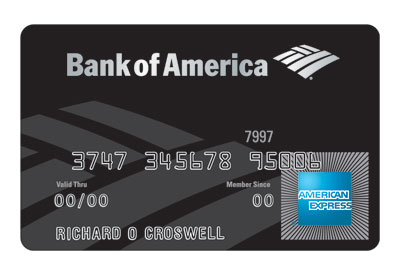 Bank of America
7997
3747 345678 95006
Valid Thru Member Since
00/00 00
AMERICAN
EXPRESS
RICHARD O CROSWELL